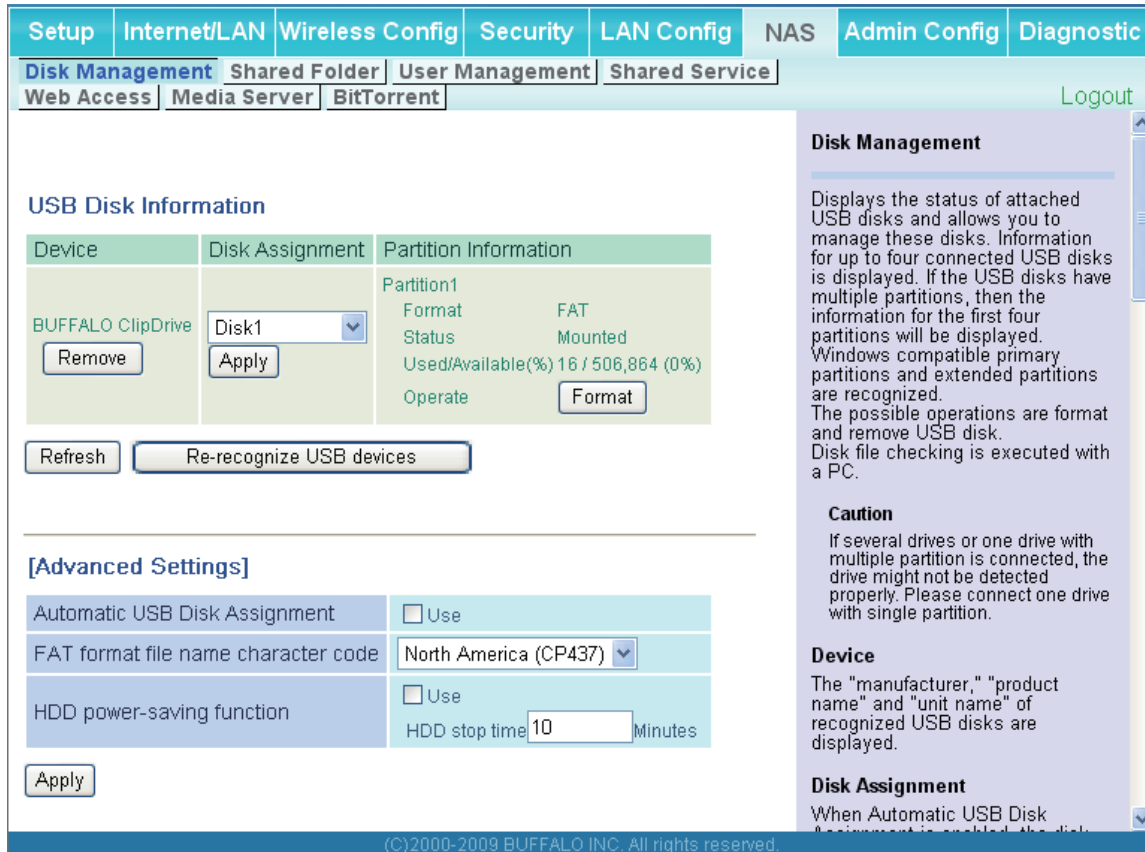 Setup Internet/LAN Wireless Config Security LAN Config NAS Admin Config Diagnostic
Disk Management Shared Folder User Management Shared Service
Web Access Media Server BitTorrent
Logout
USB Disk Information
Device Disk Assignment Partition Information
BUFFALO ClipDrive
Remove
Disk1
Apply
Partition1
Format FAT
Status Mounted
Used/Available(%) 16 / 506,864 (0%)
Operate Format
Refresh Re-recognize USB devices
[Advanced Settings]
Automatic USB Disk Assignment Use
FAT format file name character code North America (CP437)
HDD power-saving function Use
HDD stop time 10 Minutes
Apply
Disk Management
Displays the status of attached
USB disks and allows you to
manage these disks. Information
for up to four connected USB disks
is displayed. If the USB disks have
multiple partitions, then the
information for the first four
partitions will be displayed.
Windows compatible primary
partitions and extended partitions
are recognized.
The possible operations are format
and remove USB disk.
Disk file checking is executed with
a PC.
Caution
If several drives or one drive with
multiple partition is connected, the
drive might not be detected
properly. Please connect one drive
with single partition.
Device
The "manufacturer," "product
name" and "unit name" of
recognized USB disks are
displayed.
Disk Assignment
When Automatic USB Disk
(C)2000-2009 BUFFALO INC. All rights reserved.